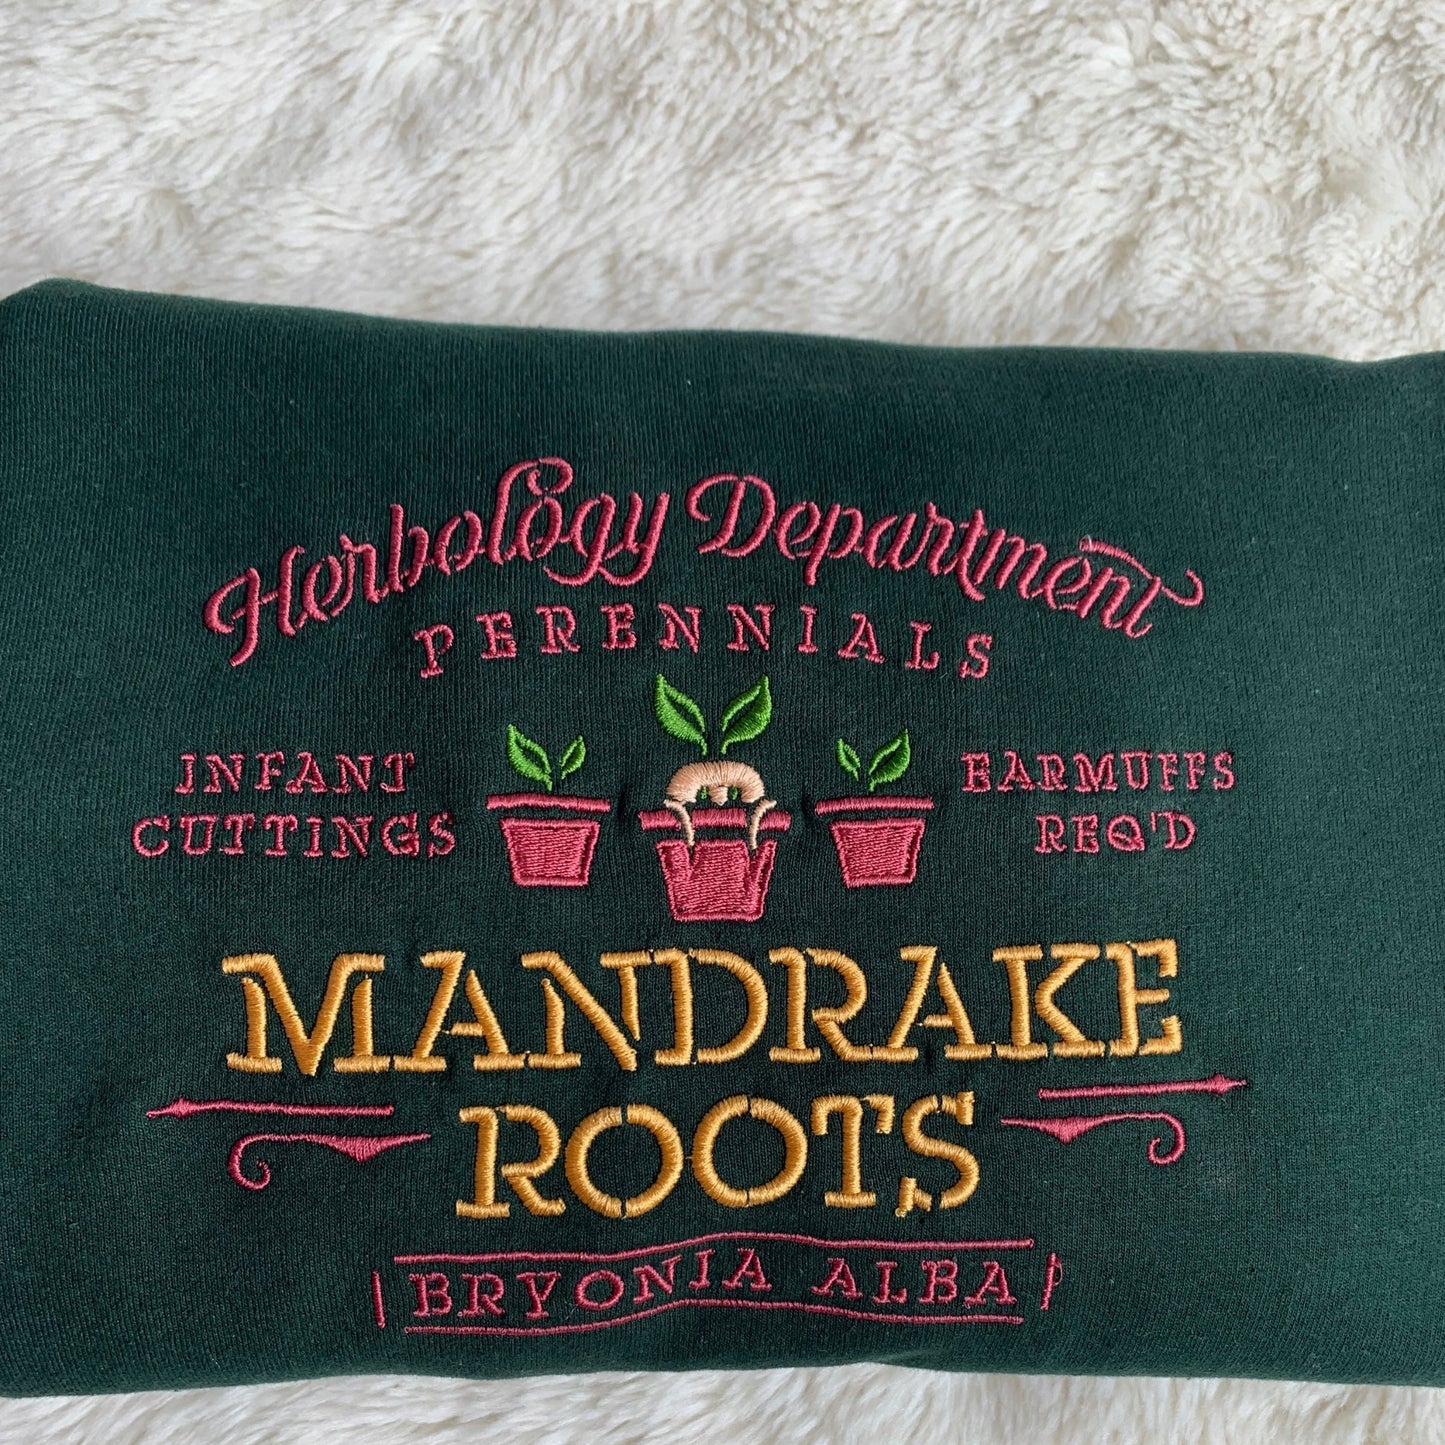 Herbology Department
PERENNIALS
INFANT
CUTTINGS
EARMUFFS
REQ'D
MANDRAKE
ROOTS
BRYONIA ALBA